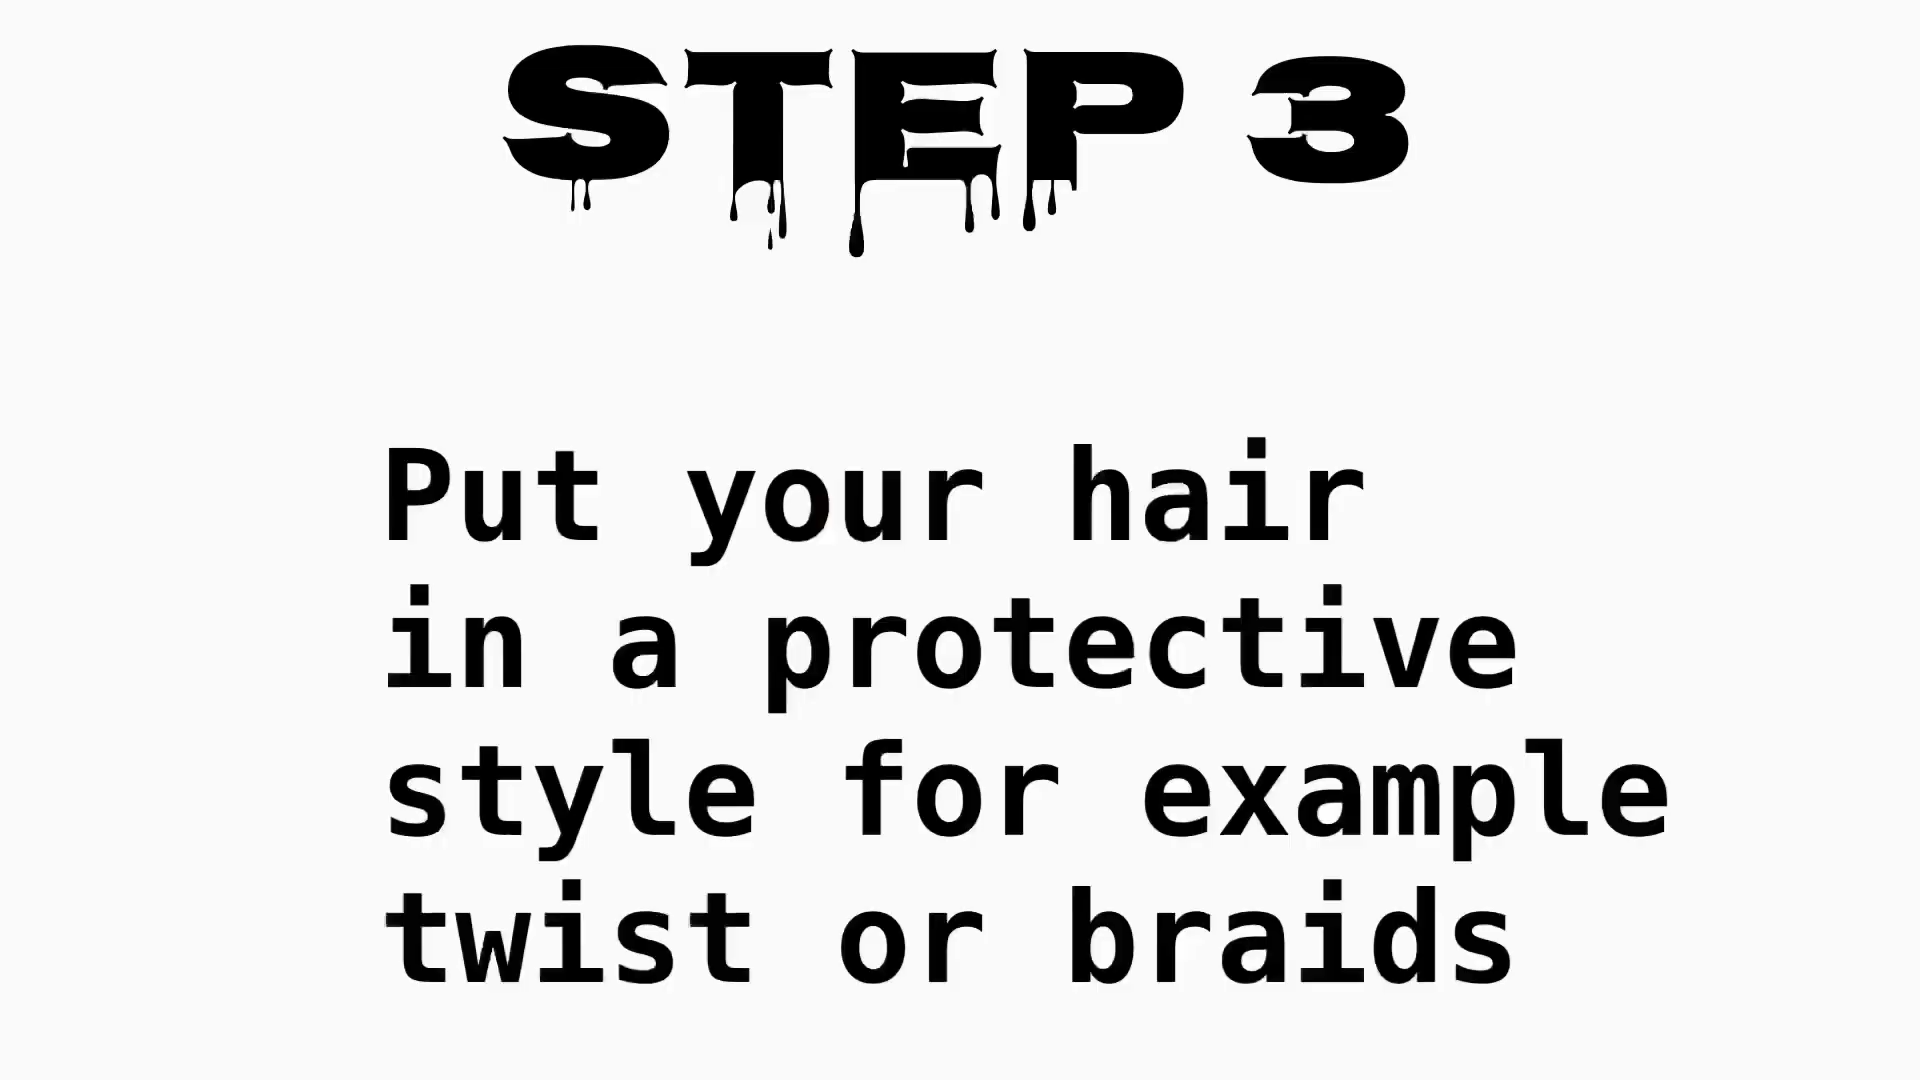 STEP 3
Put your hair
in a protective
style for example
twist or braids